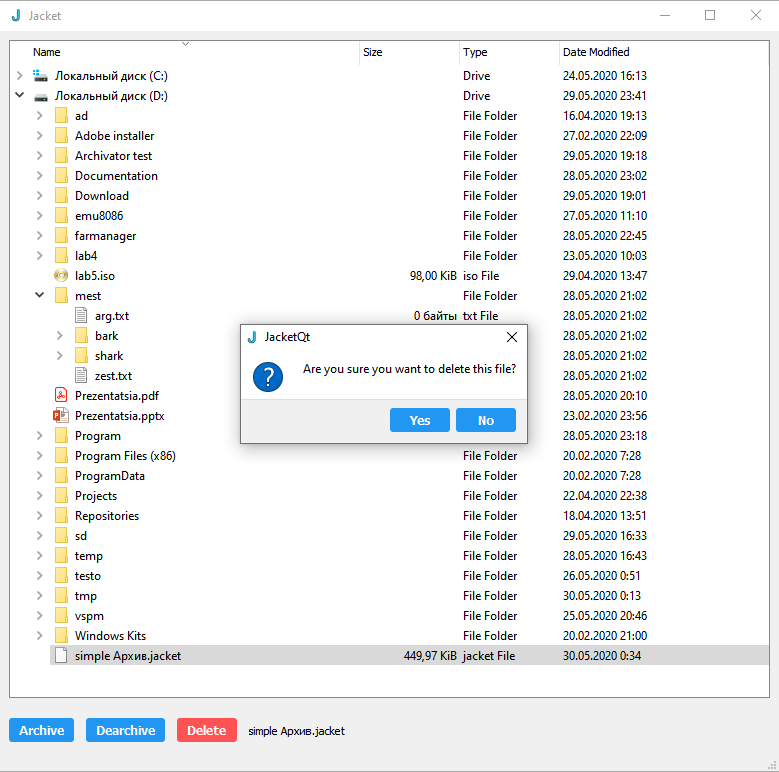 Jacket
Name Size Type Date Modified
Локальный диск (C:) Drive 24.05.2020 16:13
Локальный диск (D:) Drive 29.05.2020 23:41
ad File Folder 16.04.2020 19:13
Adobe installer File Folder 27.02.2020 22:09
Archivator test File Folder 29.05.2020 19:18
Documentation File Folder 28.05.2020 23:02
Download File Folder 29.05.2020 19:01
emu8086 File Folder 27.05.2020 11:10
farmanager File Folder 28.05.2020 22:45
lab4 File Folder 23.05.2020 10:03
lab5.iso 98,00 KiB iso File 29.04.2020 13:47
mest File Folder 28.05.2020 21:02
arg.txt 0 байты txt File 28.05.2020 21:02
bark 28.05.2020 21:02
shark 28.05.2020 21:02
zest.txt 28.05.2020 21:02
Prezentatsia.pdf 28.05.2020 20:10
Prezentatsia.pptx 23.02.2020 23:56
Program 28.05.2020 23:18
JacketQt
Are you sure you want to delete this file?
Yes No
Program Files (x86) File Folder 20.02.2020 7:28
ProgramData File Folder 20.02.2020 7:28
Projects File Folder 22.04.2020 22:38
Repositories File Folder 18.04.2020 13:51
sd File Folder 29.05.2020 16:33
temp File Folder 28.05.2020 16:43
testo File Folder 26.05.2020 0:51
tmp File Folder 30.05.2020 0:13
vspm File Folder 25.05.2020 20:46
Windows Kits File Folder 20.02.2020 21:00
simple Архив.jacket 449,97 KiB jacket File 30.05.2020 0:34
Archive Dearchive Delete simple Архив.jacket